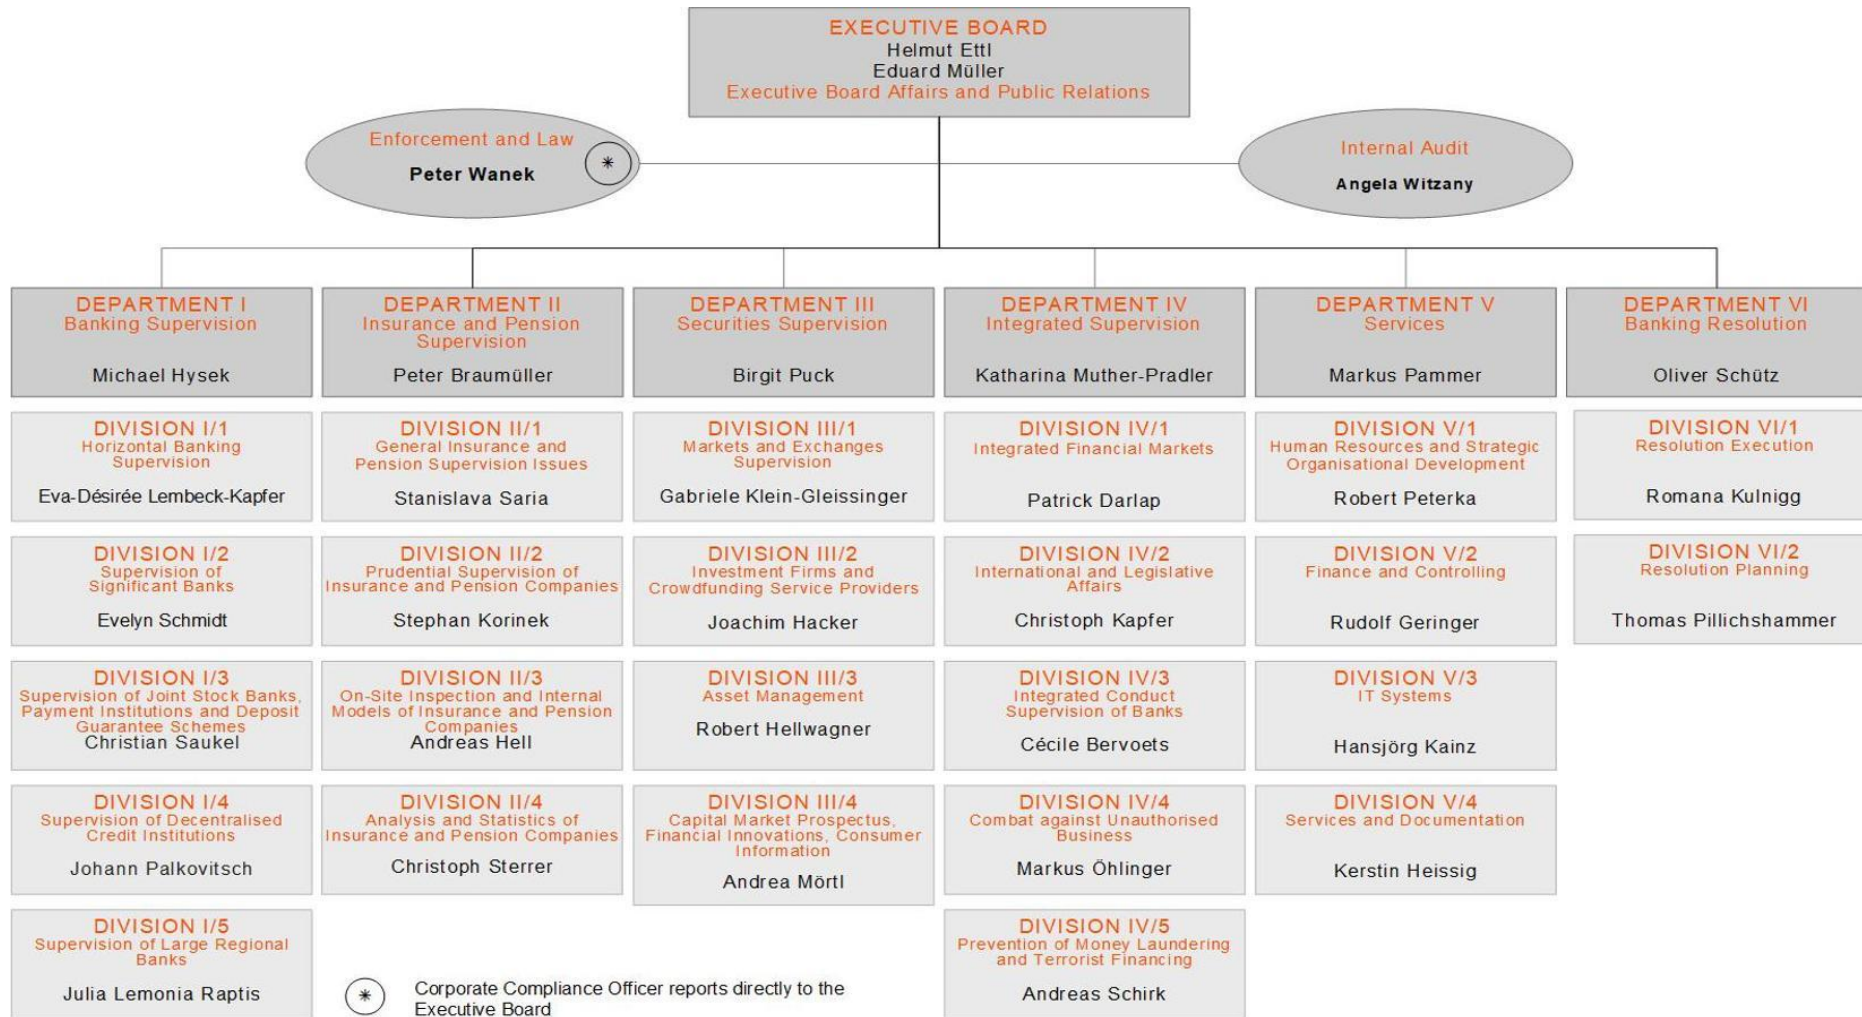 EXECUTIVE BOARD
Helmut Ettl
Eduard Müller
Executive Board Affairs and Public Relations
Enforcement and Law
Peter Wanek
*
Internal Audit
Angela Witzany
DEPARTMENT I
Banking Supervision
Michael Hysek
DIVISION I/1
Horizontal Banking
Supervision
Eva-Désirée Lembeck-Kapfer
DIVISION I/2
Supervision of
Significant Banks
Evelyn Schmidt
DIVISION I/3
Supervision of Joint Stock Banks,
Payment Institutions and Deposit
Guarantee Schemes
Christian Saukel
DIVISION I/4
Supervision of Decentralised
Credit Institutions
Johann Palkovitsch
DIVISION I/5
Supervision of Large Regional
Banks
Julia Lemonia Raptis
DEPARTMENT II
Insurance and Pension
Supervision
Peter Braumüller
DIVISION II/1
General Insurance and
Pension Supervision Issues
Stanislava Saria
DIVISION II/2
Prudential Supervision of
Insurance and Pension Companies
Stephan Korinek
DIVISION II/3
On-Site Inspection and Internal
Models of Insurance and Pension
Companies
Andreas Hell
DIVISION II/4
Analysis and Statistics of
Insurance and Pension Companies
Christoph Sterrer
DEPARTMENT III
Securities Supervision
Birgit Puck
DIVISION III/1
Markets and Exchanges
Supervision
Gabriele Klein-Gleissinger
DIVISION III/2
Investment Firms and
Crowdfunding Service Providers
Joachim Hacker
DIVISION III/3
Asset Management
Robert Hellwagner
DIVISION III/4
Capital Market Prospectus,
Financial Innovations, Consumer
Information
Andrea Mörtl
DEPARTMENT IV
Integrated Supervision
Katharina Muther-Pradler
DIVISION IV/1
Integrated Financial Markets
Patrick Darlap
DIVISION IV/2
International and Legislative
Affairs
Christoph Kapfer
DIVISION IV/3
Integrated Conduct
Supervision of Banks
Cécile Bervoets
DIVISION IV/4
Combat against Unauthorised
Business
Markus Öhlinger
DIVISION IV/5
Prevention of Money Laundering
and Terrorist Financing
Andreas Schirk
DEPARTMENT V
Services
Markus Pammer
DIVISION V/1
Human Resources and Strategic
Organisational Development
Robert Peterka
DIVISION V/2
Finance and Controlling
Rudolf Geringer
DIVISION V/3
IT Systems
Hansjörg Kainz
DIVISION V/4
Services and Documentation
Kerstin Heissig
DEPARTMENT VI
Banking Resolution
Oliver Schütz
DIVISION VI/1
Resolution Execution
Romana Kulnigg
DIVISION VI/2
Resolution Planning
Thomas Pillichshammer
* Corporate Compliance Officer reports directly to the
Executive Board